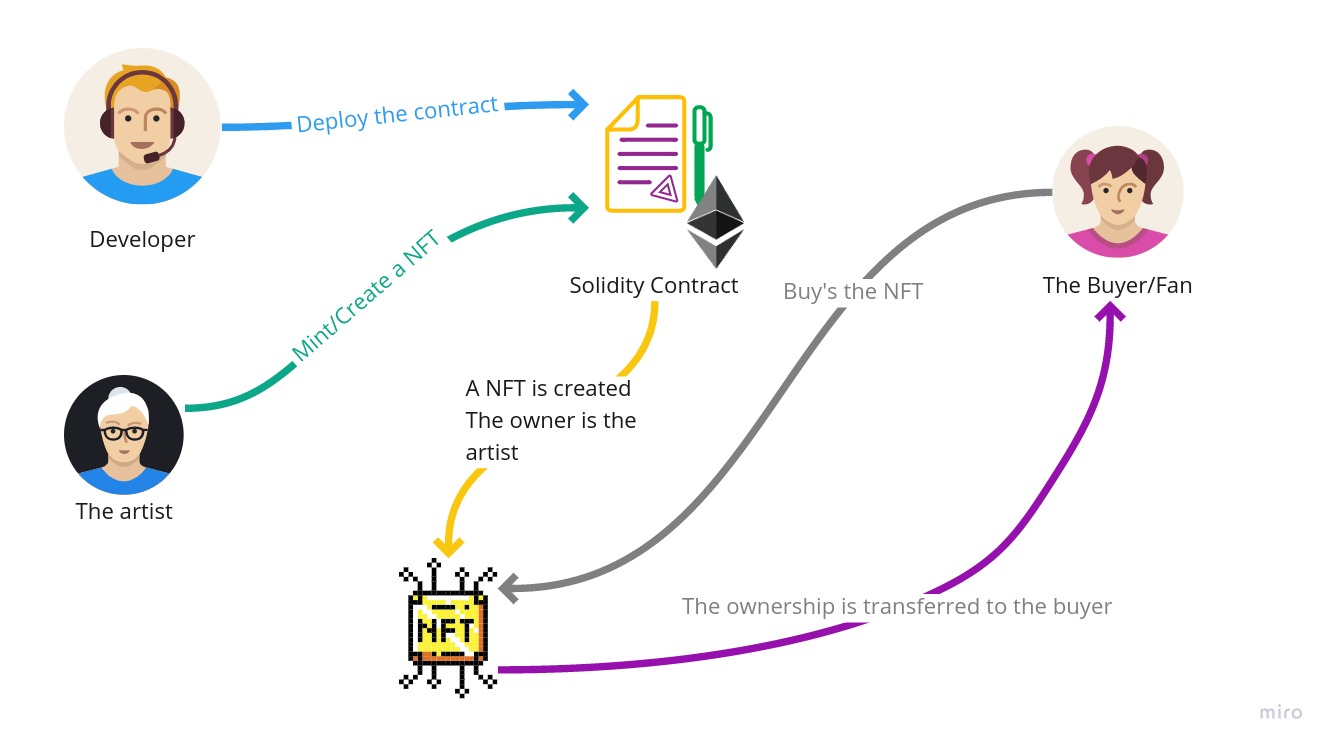 Deploy the contract
Developer
Mint/Create a NFT
Solidity Contract
Buy's the NFT
The Buyer/Fan
A NFT is created
The owner is the
artist
The artist
NFT
The ownership is transferred to the buyer
miro